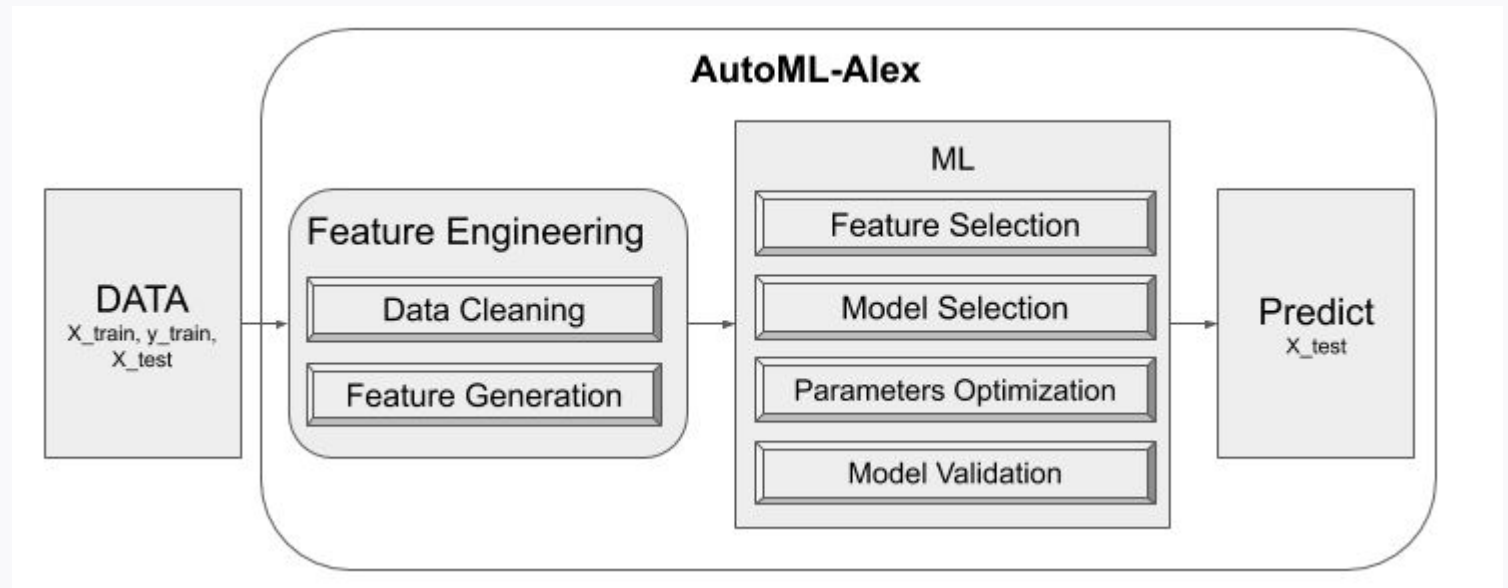 AutoML-Alex
DATA
X_train, y_train,
X_test
Feature Engineering
Data Cleaning
Feature Generation
ML
Feature Selection
Model Selection
Parameters Optimization
Model Validation
Predict
X_test